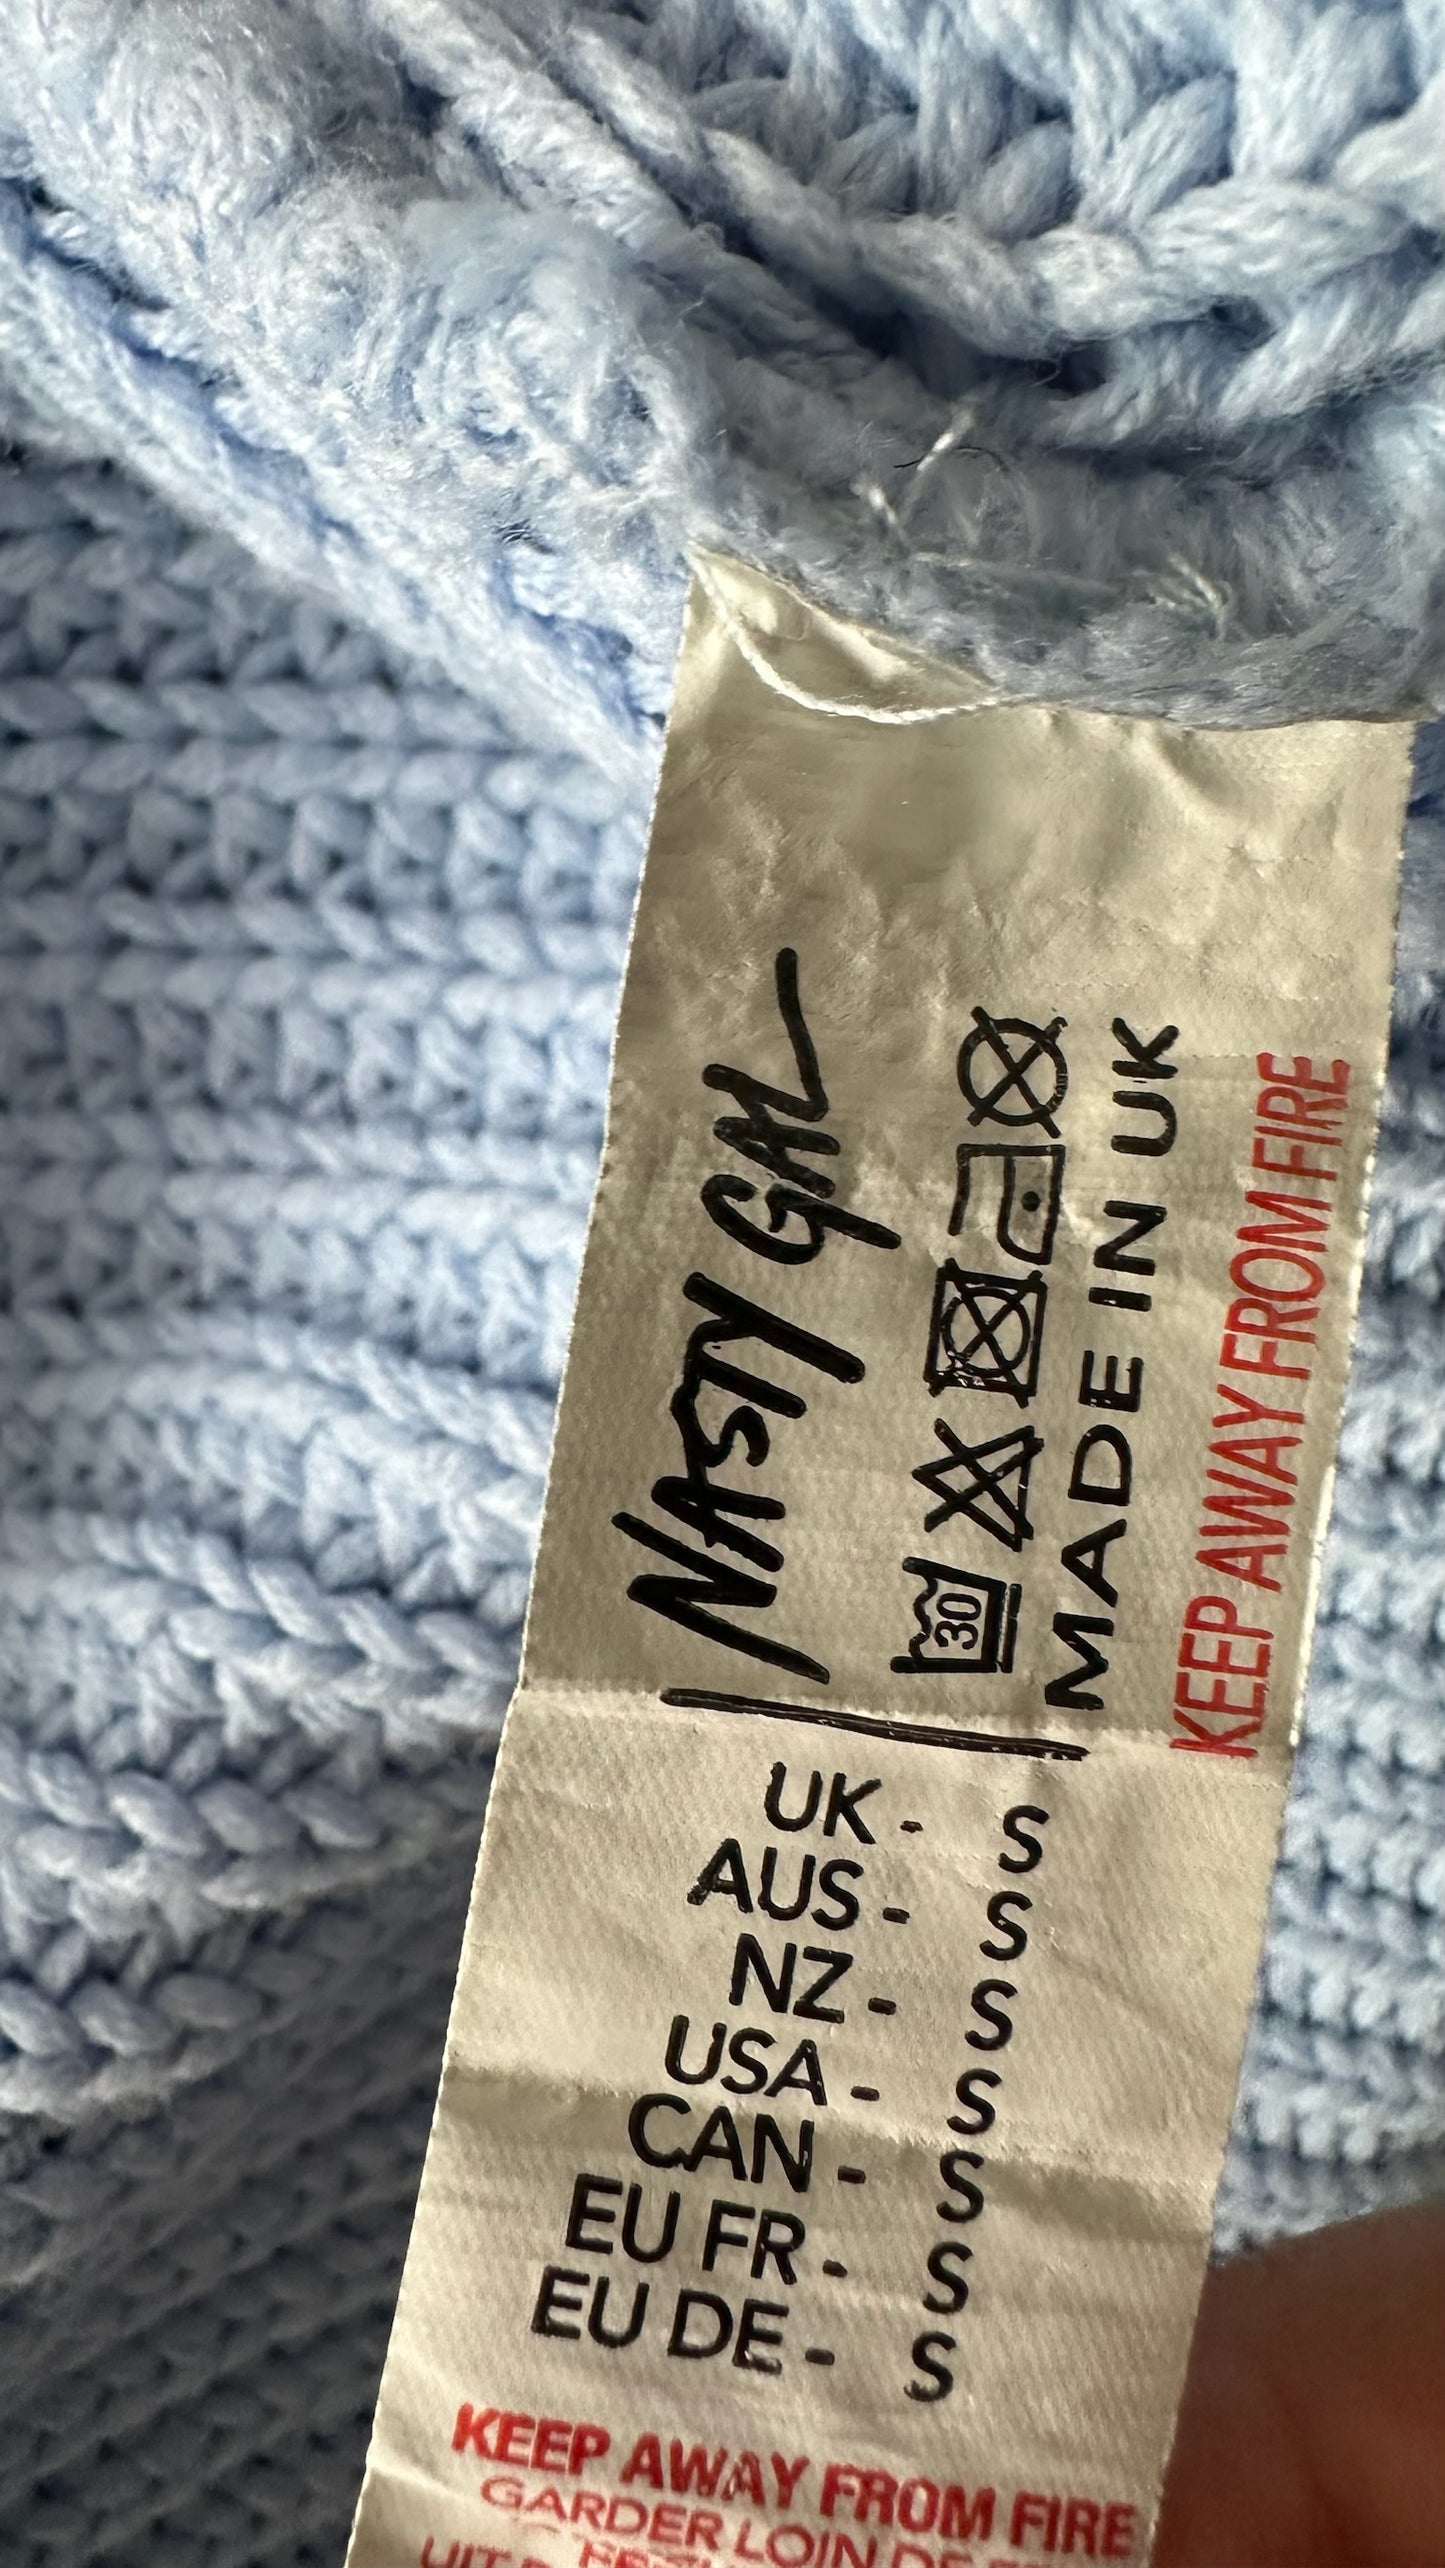 NASTY GAL
30
MADE IN UK
KEEP AWAY FROM FIRE
UK - S
AUS - S
NZ - S
USA - S
CAN - S
EU FR - S
EU DE - S
KEEP AWAY FROM FIRE
GARDER LOIN DE